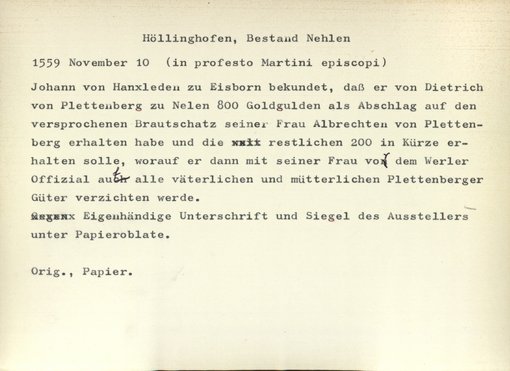 Höllinghofen, Bestand Nehlen
1559 November 10 (in profesto Martini episcopi)
Johann von Hanxleden zu Eisborn bekundet, daß er von Dietrich
von Plettenberg zu Nelen 800 Goldgulden als Abschlag auf den
versprochenen Brautschatz seiner Frau Albrechten von Pletten-
berg erhalten habe und die restlichen 200 in Kürze er-
halten solle, worauf er dann mit seiner Frau vor dem Werler
Offizial auf alle väterlichen und mütterlichen Plettenberger
Güter verzichten werde.
Eigenhändige Unterschrift und Siegel des Ausstellers
unter Papieroblate.
Orig., Papier.